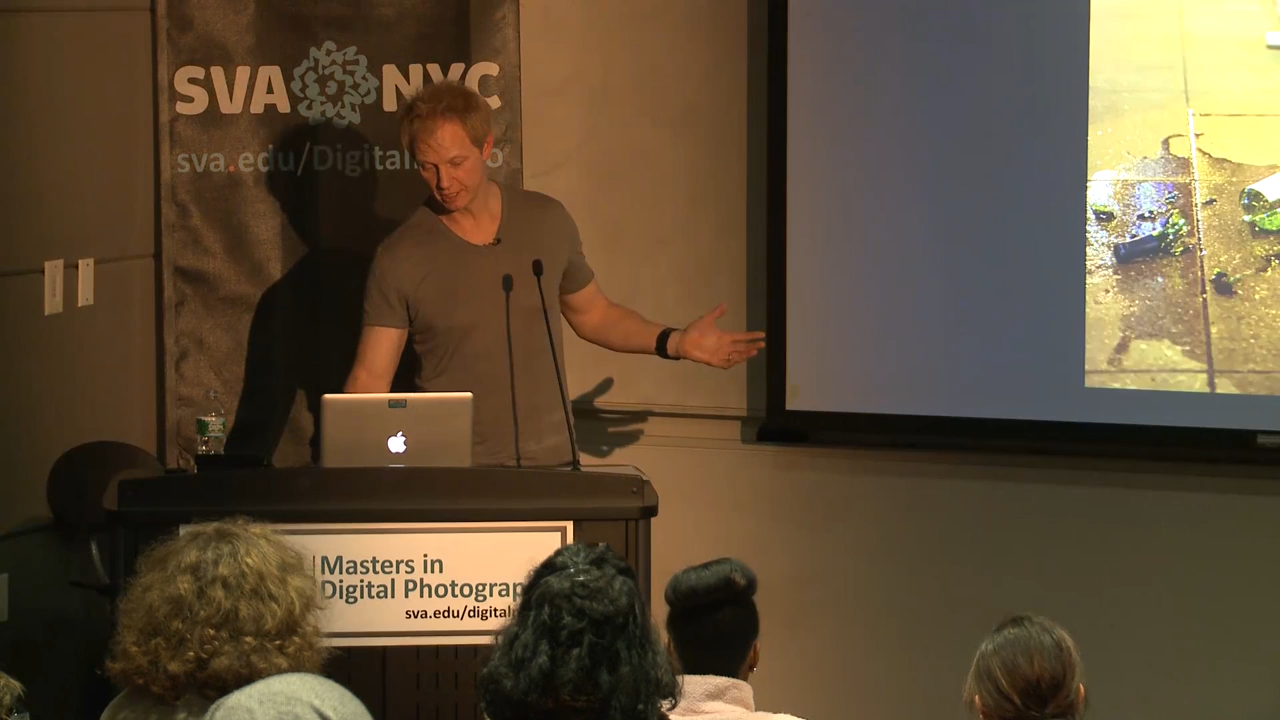 SVA NYC
sva.edu/Digital
Masters in
Digital Photograp
sva.edu/digital